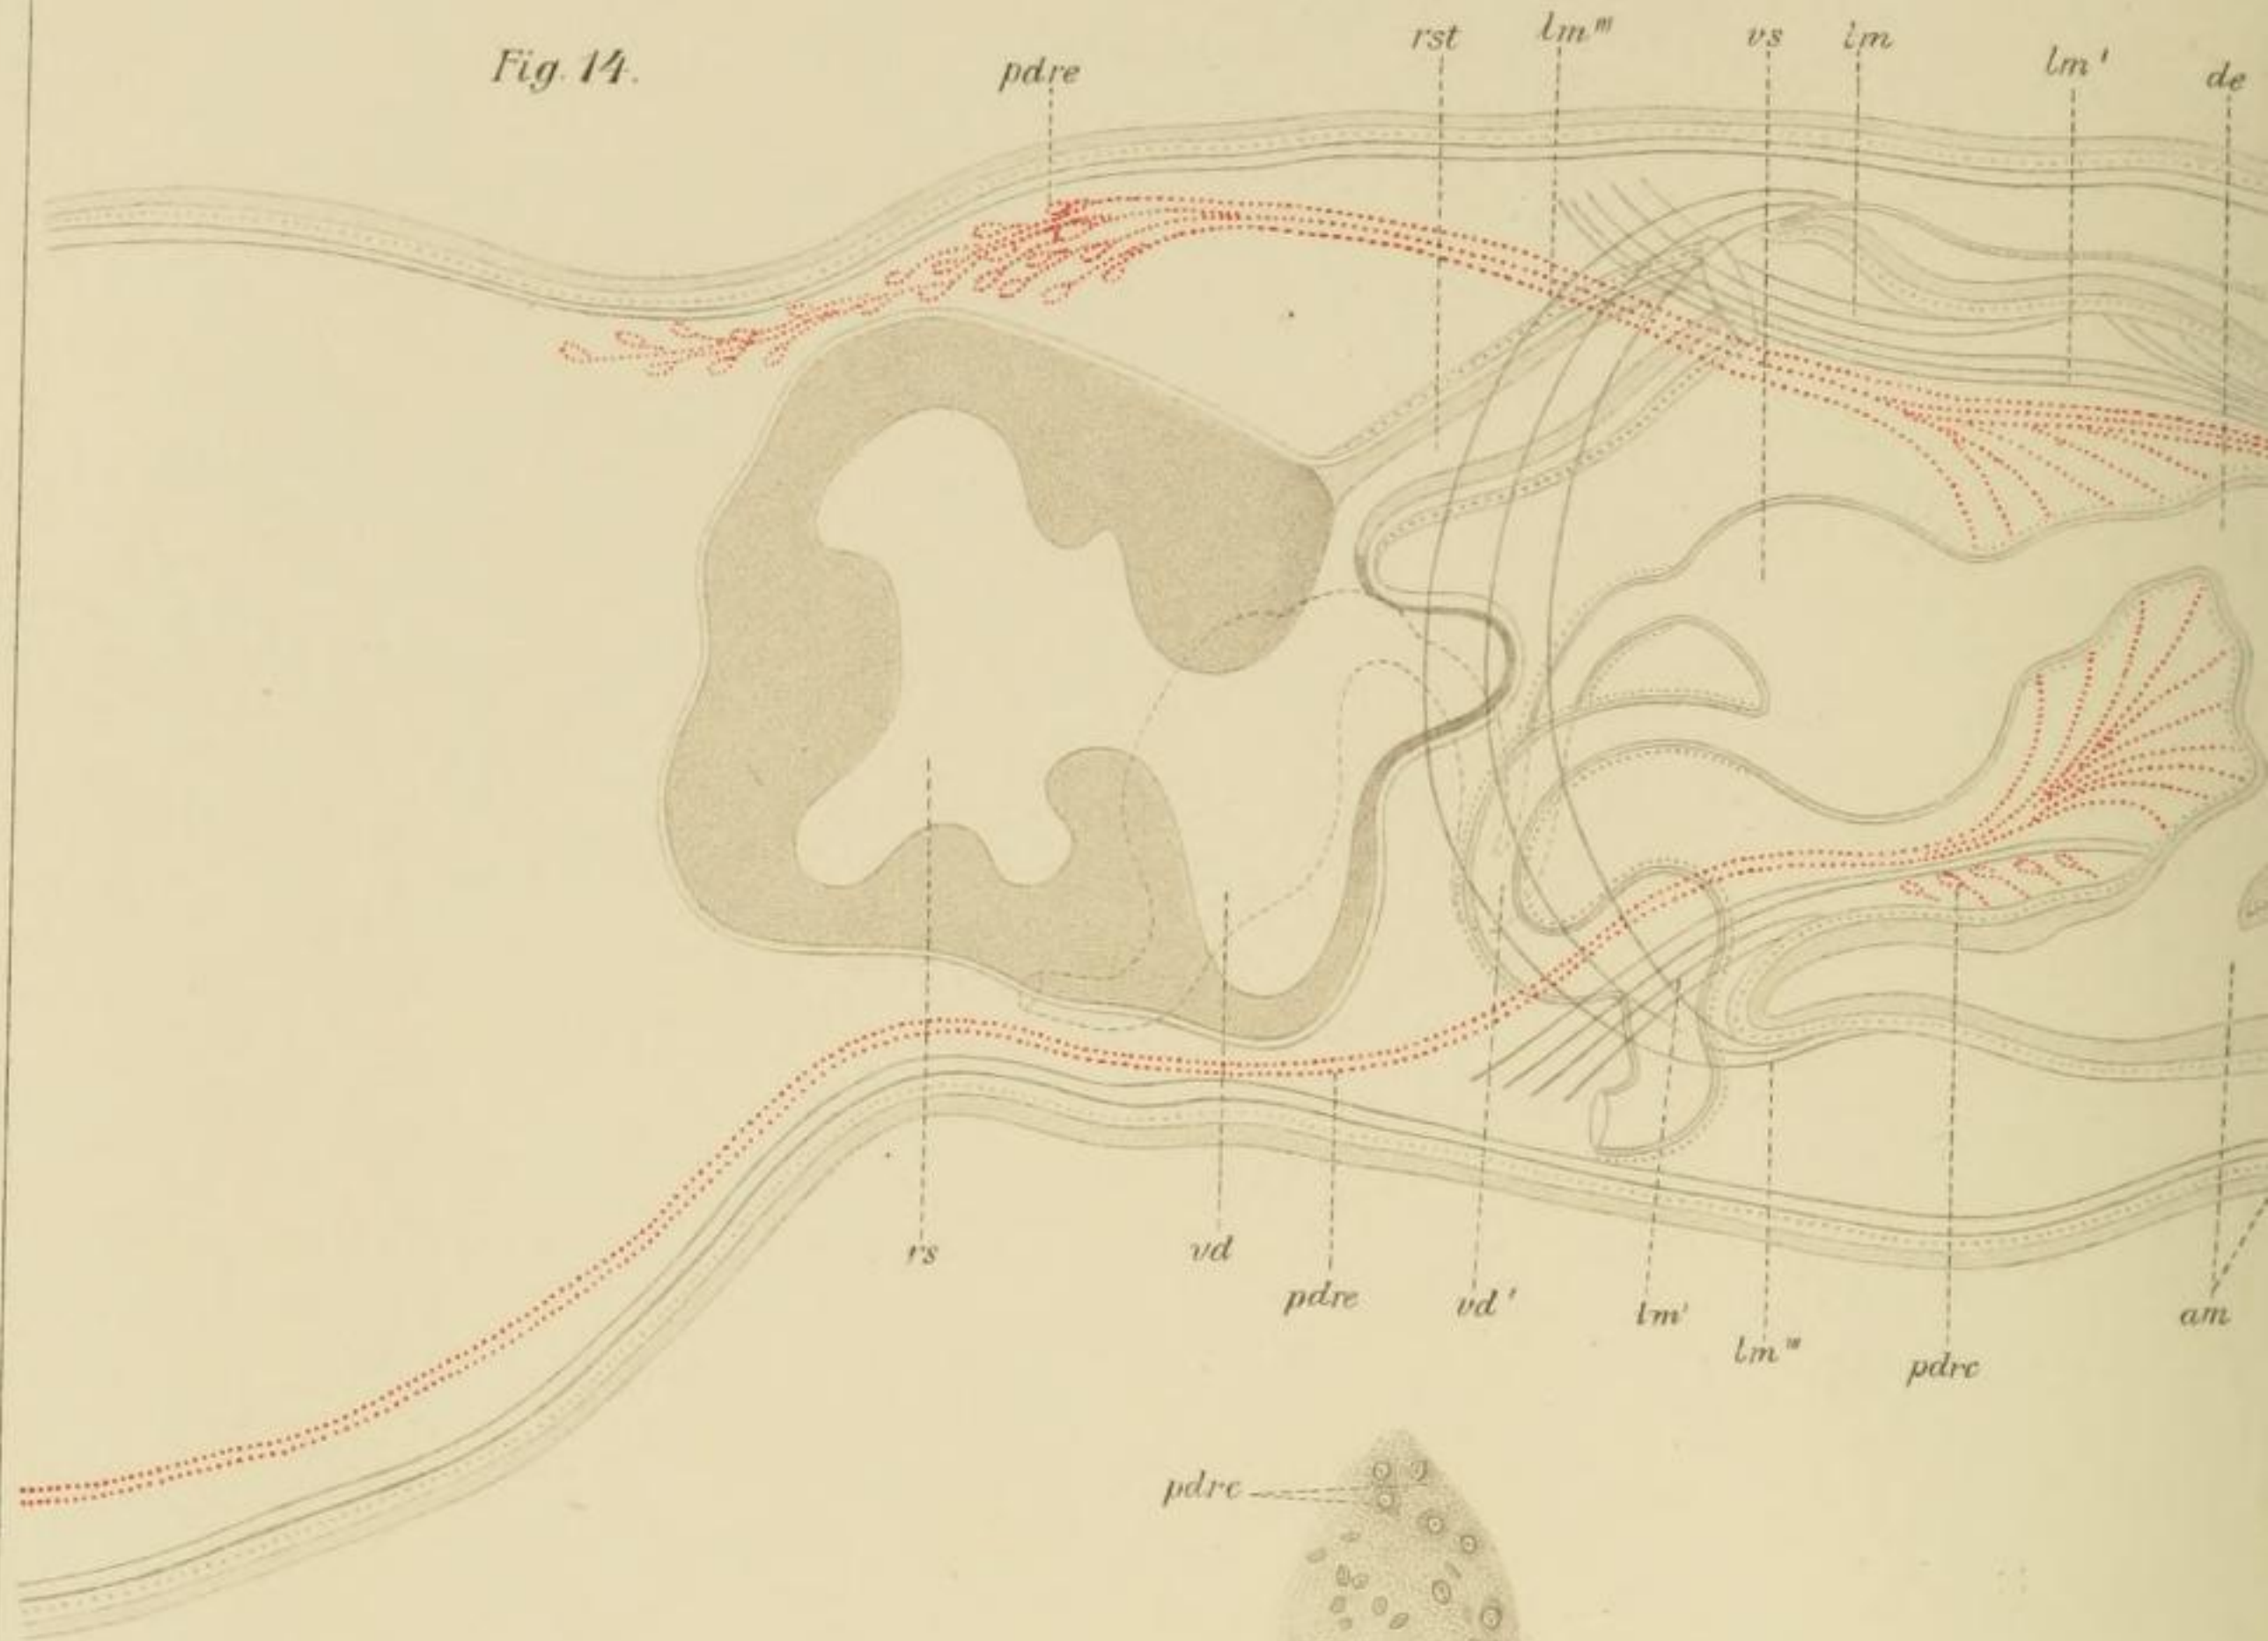 Fig. 14.
pdre
rst
lm'''
vs
lm
lm'
de
rs
vd
pdre
vd'
lm'
lm'''
pdrc
am
pdrc